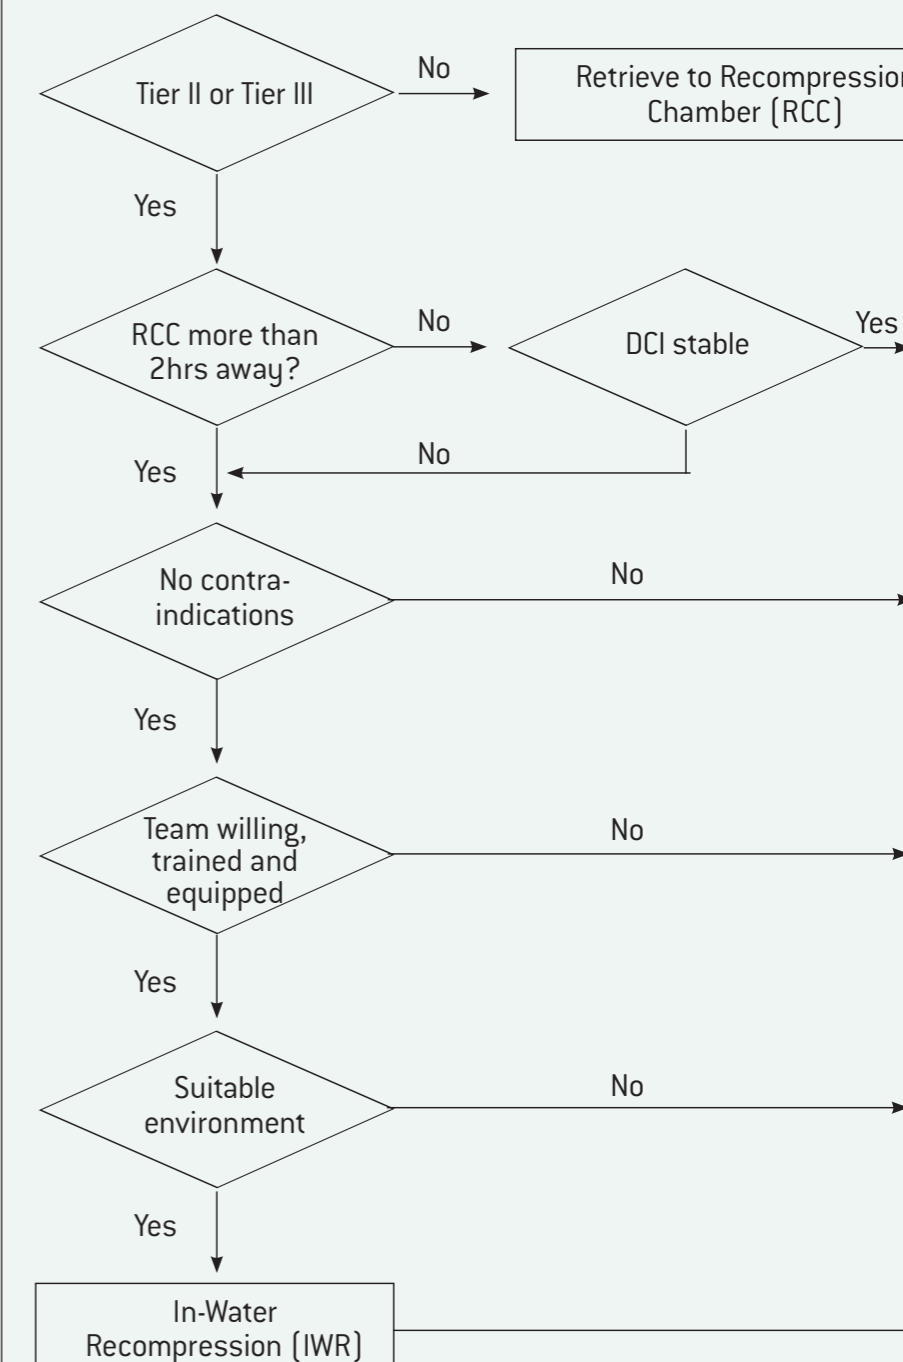 Tier II or Tier III
No
Retrieve to Recompression
Chamber (RCC)
Yes
RCC more than
2hrs away?
No
DCI stable
Yes
Yes
No
No contra-
indications
No
Yes
Team willing,
trained and
equipped
No
Yes
Suitable
environment
No
Yes
In-Water
Recompression (IWR)